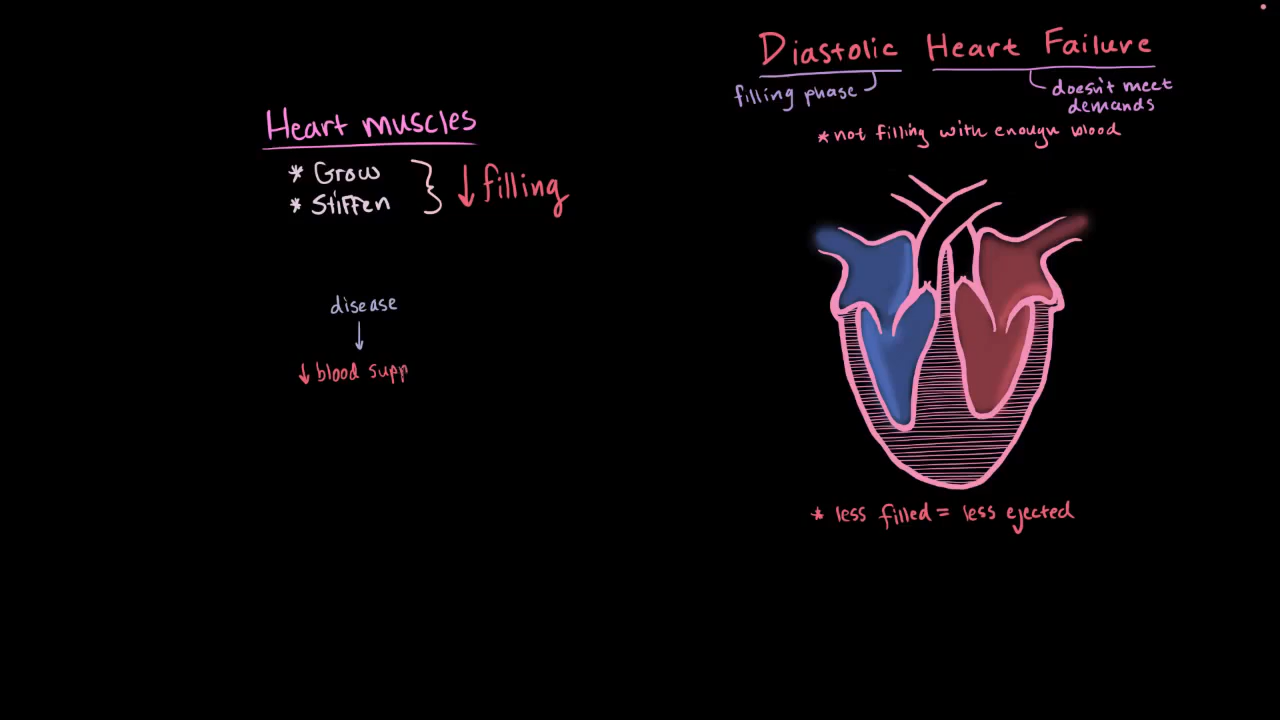 Diastolic Heart Failure
filling phase
doesn't meet
demands
*not filling with enough blood
Heart muscles
* Grow
* Stiffen
↓ filling
disease
↓
↓ blood supp
* less filled = less ejected